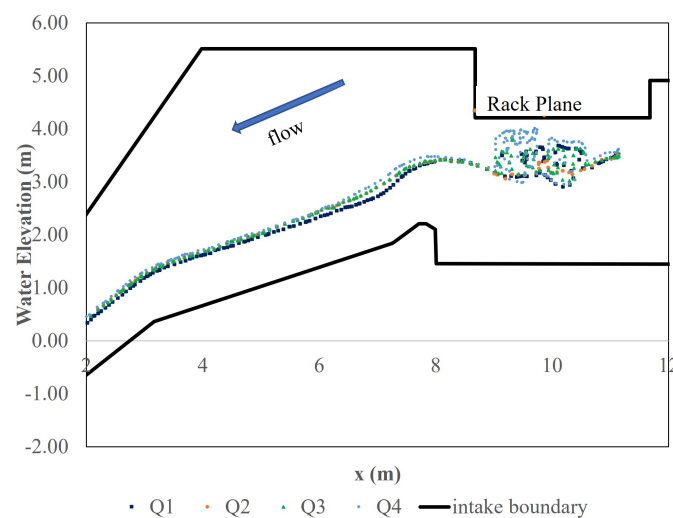 6.00
5.00
4.00
3.00
2.00
1.00
0.00
-1.00
-2.00
Water Elevation (m)
flow
Rack Plane
2 4 6 8 10 12
x (m)
Q1 Q2 Q3 Q4 intake boundary